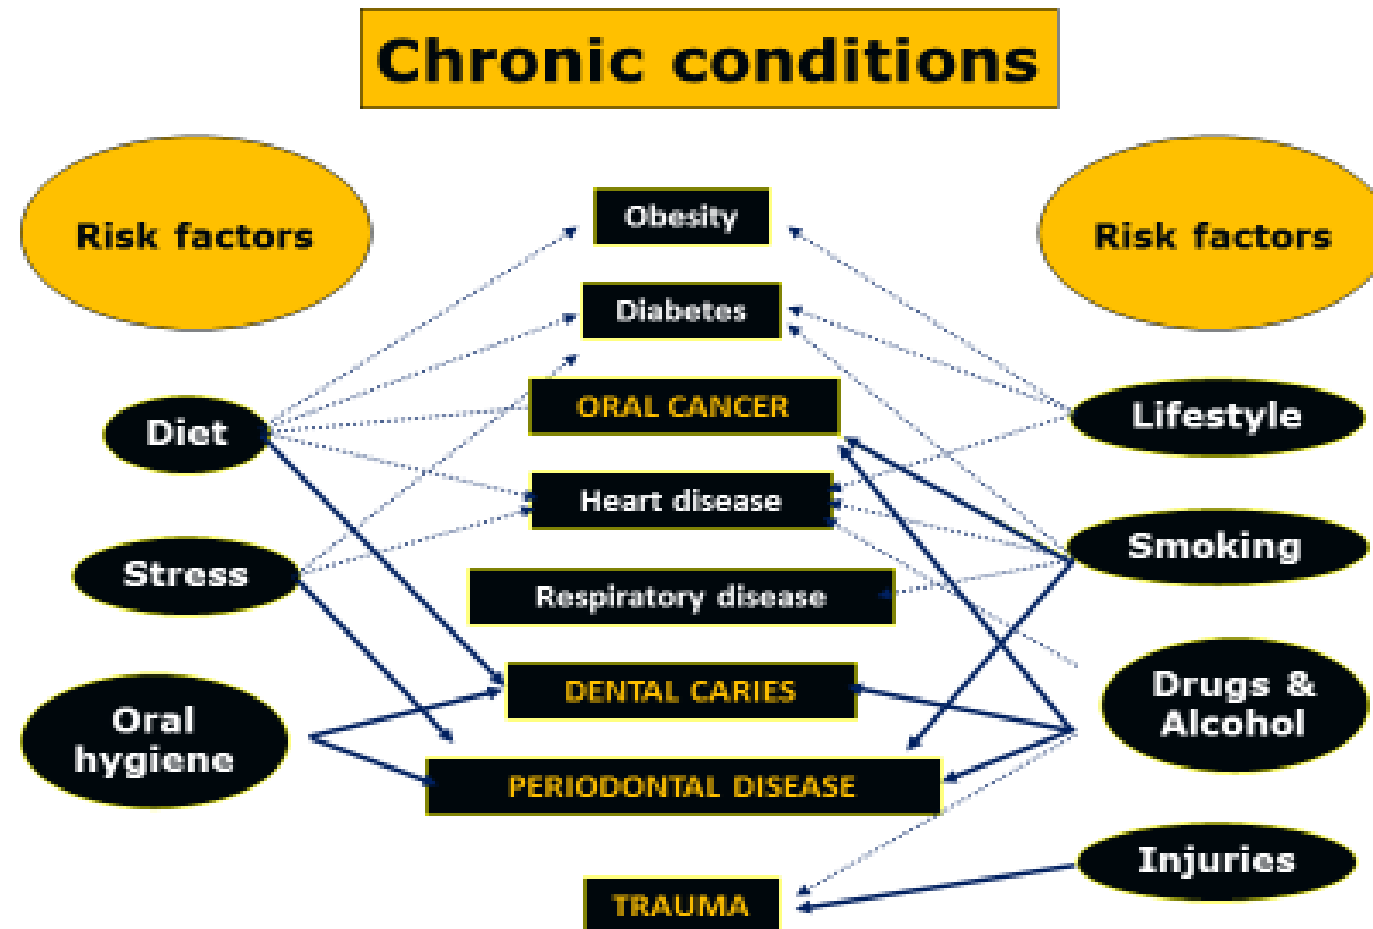 Chronic conditions
Risk factors
Risk factors
Obesity
Diabetes
ORAL CANCER
Heart disease
Respiratory disease
DENTAL CARIES
PERIODONTAL DISEASE
TRAUMA
Diet
Stress
Oral
hygiene
Lifestyle
Smoking
Drugs &
Alcohol
Injuries